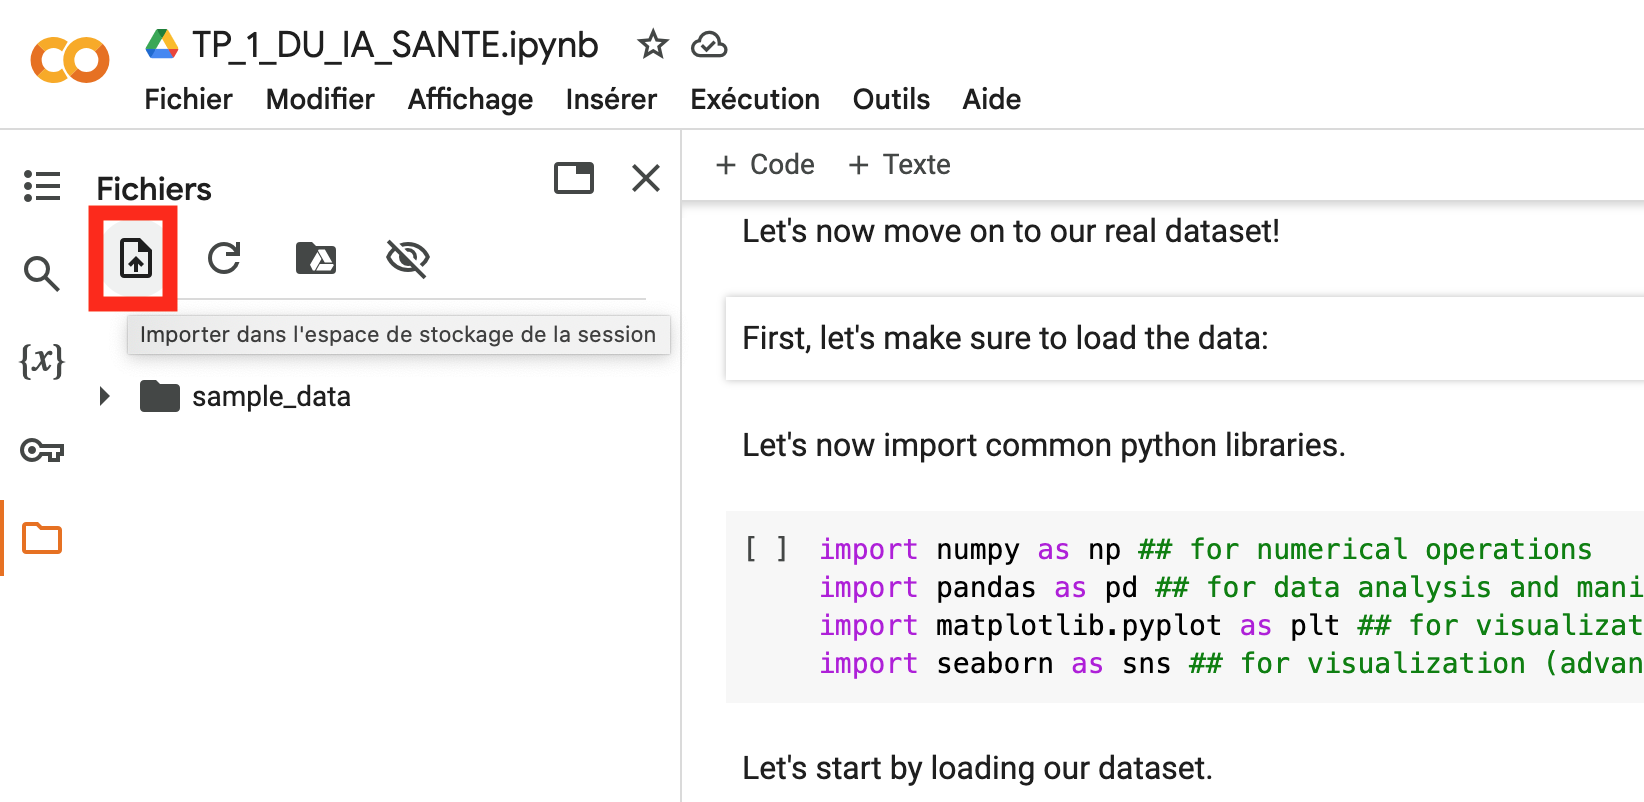 TP_1_DU_IA_SANTE.ipynb
Fichier Modifier Affichage Insérer Exécution Outils Aide
Fichiers
Importer dans l'espace de stockage de la session
{x}
sample_data
+ Code + Texte
Let's now move on to our real dataset!
First, let's make sure to load the data:
Let's now import common python libraries.
[ ] import numpy as np ## for numerical operations
import pandas as pd ## for data analysis and mani
import matplotlib.pyplot as plt ## for visualizat
import seaborn as sns ## for visualization (advan
Let's start by loading our dataset.